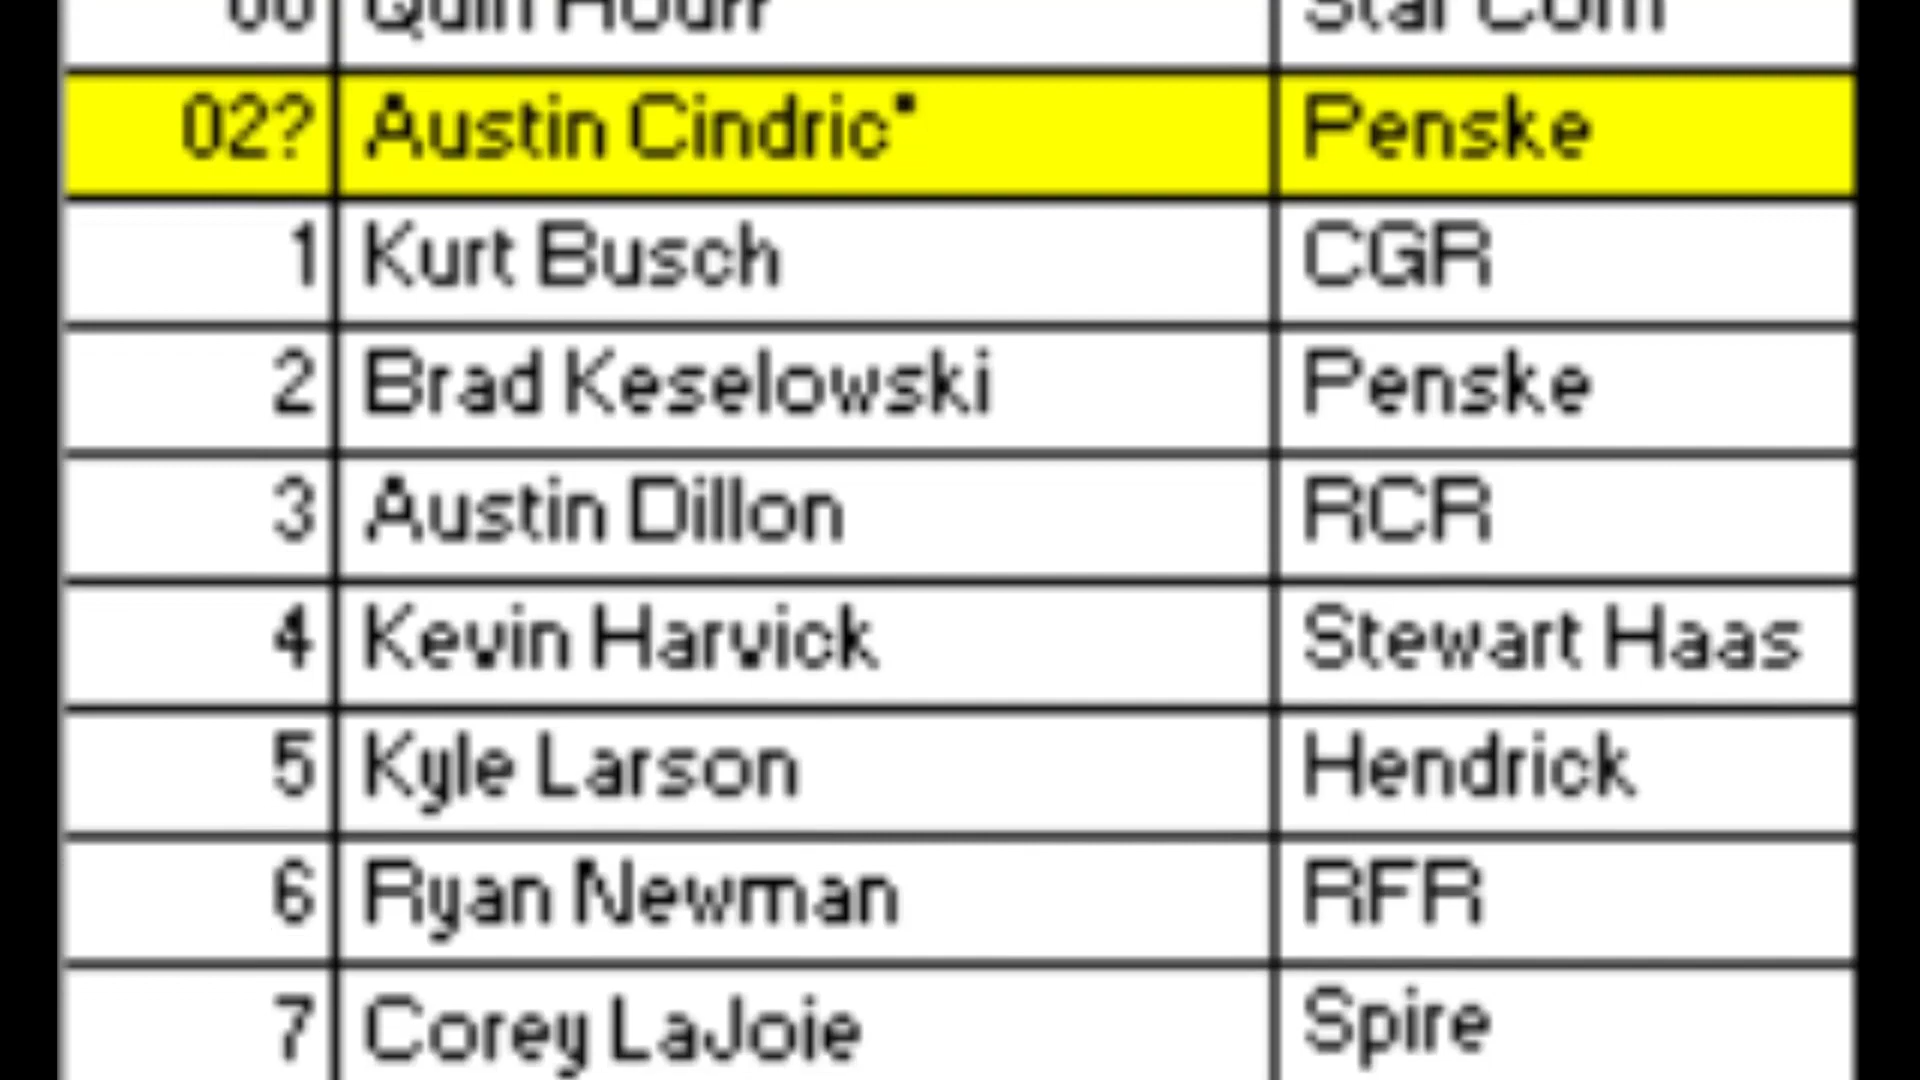 00 Quin Houff Star Com
02? Austin Cindric* Penske
1 Kurt Busch CGR
2 Brad Keselowski Penske
3 Austin Dillon RCR
4 Kevin Harvick Stewart Haas
5 Kyle Larson Hendrick
6 Ryan Newman RFR
7 Corey LaJoie Spire